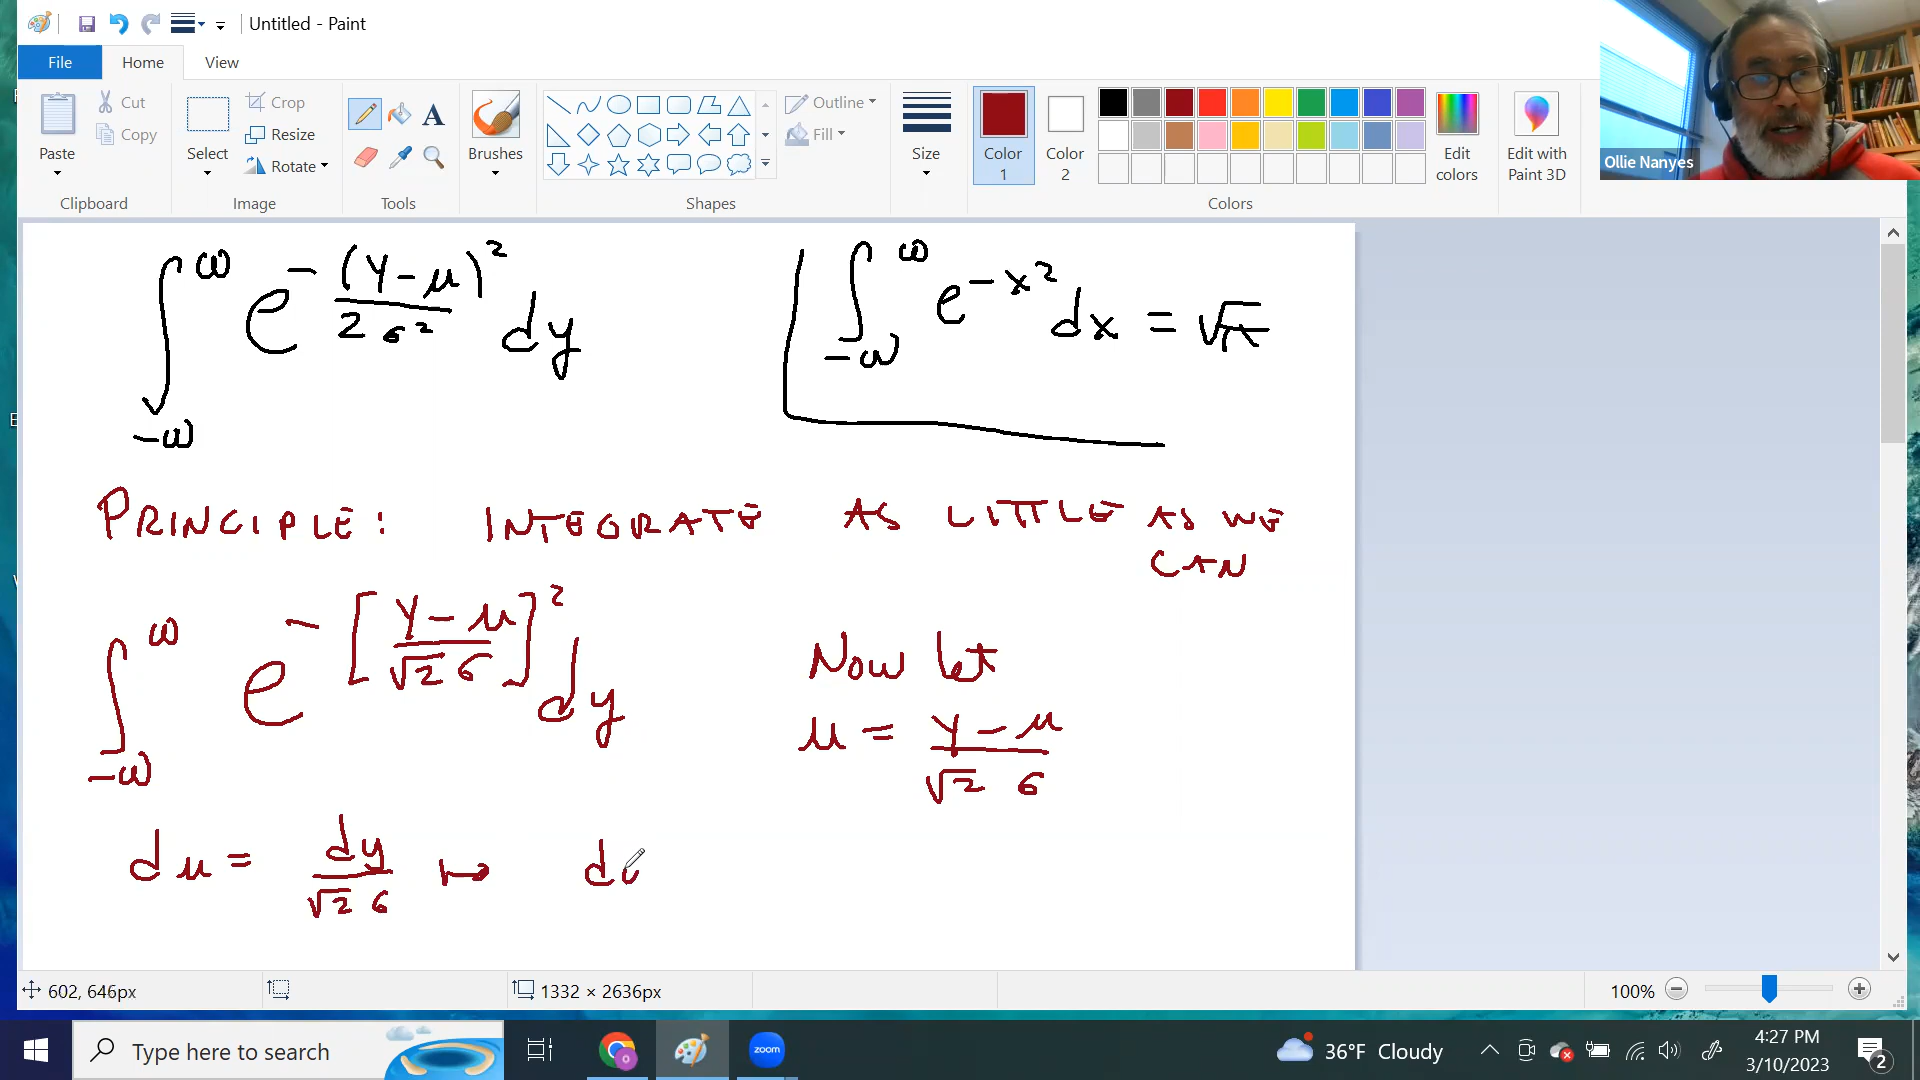 Untitled - Paint
File Home View
Paste
Cut
Copy
Clipboard
Select
Crop
Resize
Rotate
Image
A
Tools
Brushes
Outline
Fill
Shapes
Size
Color 1
Color 2
Edit colors
Edit with Paint 3D
Colors
Ollie Nanyes
∫_{-∞}^{∞} e^{-(y-μ)²/(2σ²)} dy
∫_{-∞}^{∞} e^{-x²} dx = √π
PRINCIPLE: INTEGRATE AS LITTLE AS WE
CAN
∫_{-∞}^{∞} e^{-[(y-μ)/(√2 σ)]²} dy
Now let
u = (y-μ)/(√2 σ)
du = dy/(√2 σ) ↦ d
602, 646px
1332 × 2636px
100%
Type here to search
zoom
36°F Cloudy
4:27 PM
3/10/2023
2